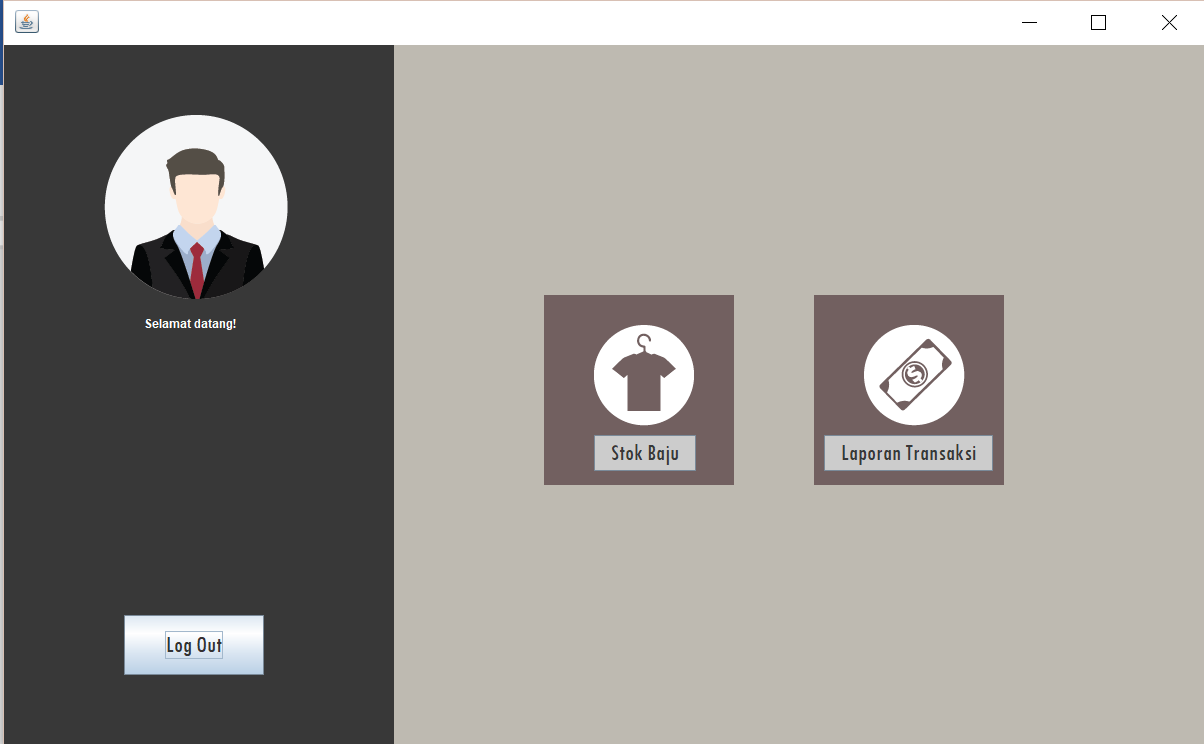 Selamat datang!
Stok Baju
Laporan Transaksi
Log Out